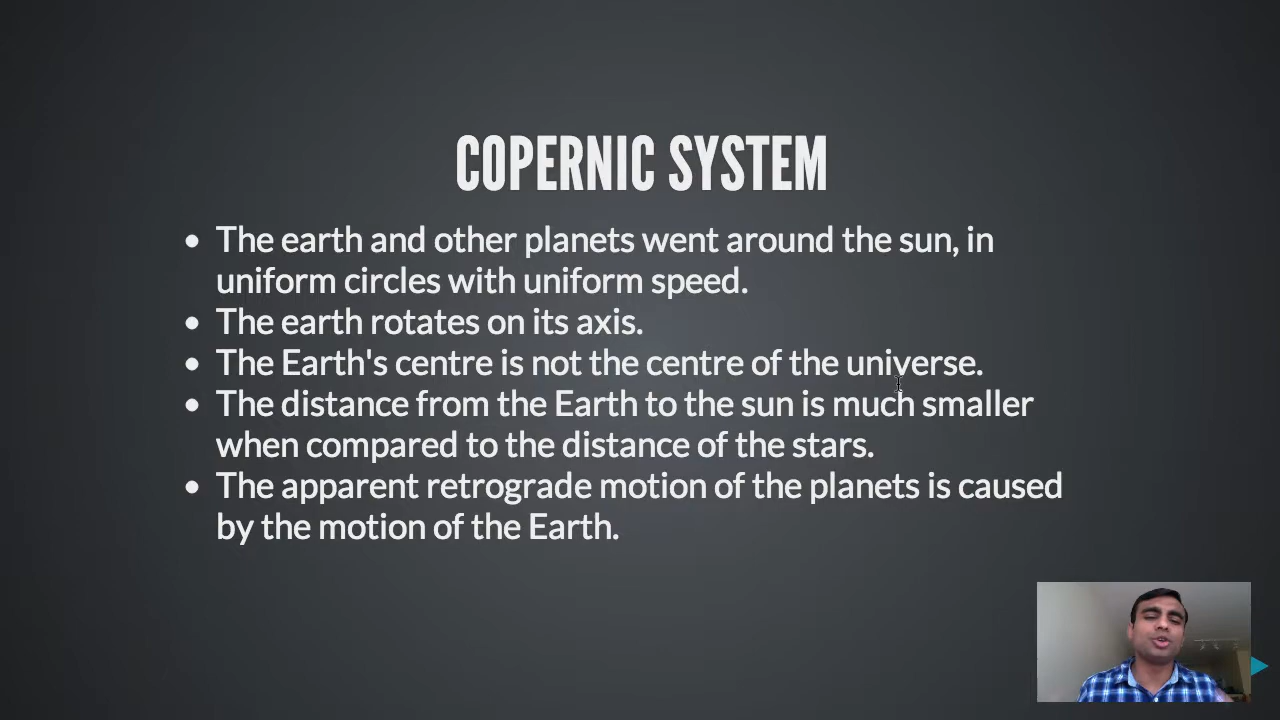 COPERNIC SYSTEM
• The earth and other planets went around the sun, in
uniform circles with uniform speed.
• The earth rotates on its axis.
• The Earth's centre is not the centre of the universe.
• The distance from the Earth to the sun is much smaller
when compared to the distance of the stars.
• The apparent retrograde motion of the planets is caused
by the motion of the Earth.